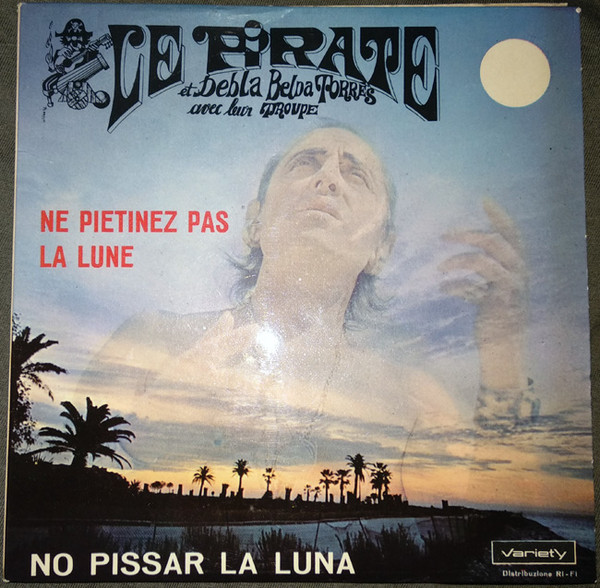 LE PIRATE
et Debla Belda Torres
avec leur TROUPE
NE PIETINEZ PAS
LA LUNE
NO PISSAR LA LUNA
variety
Distribuzione RI-FI